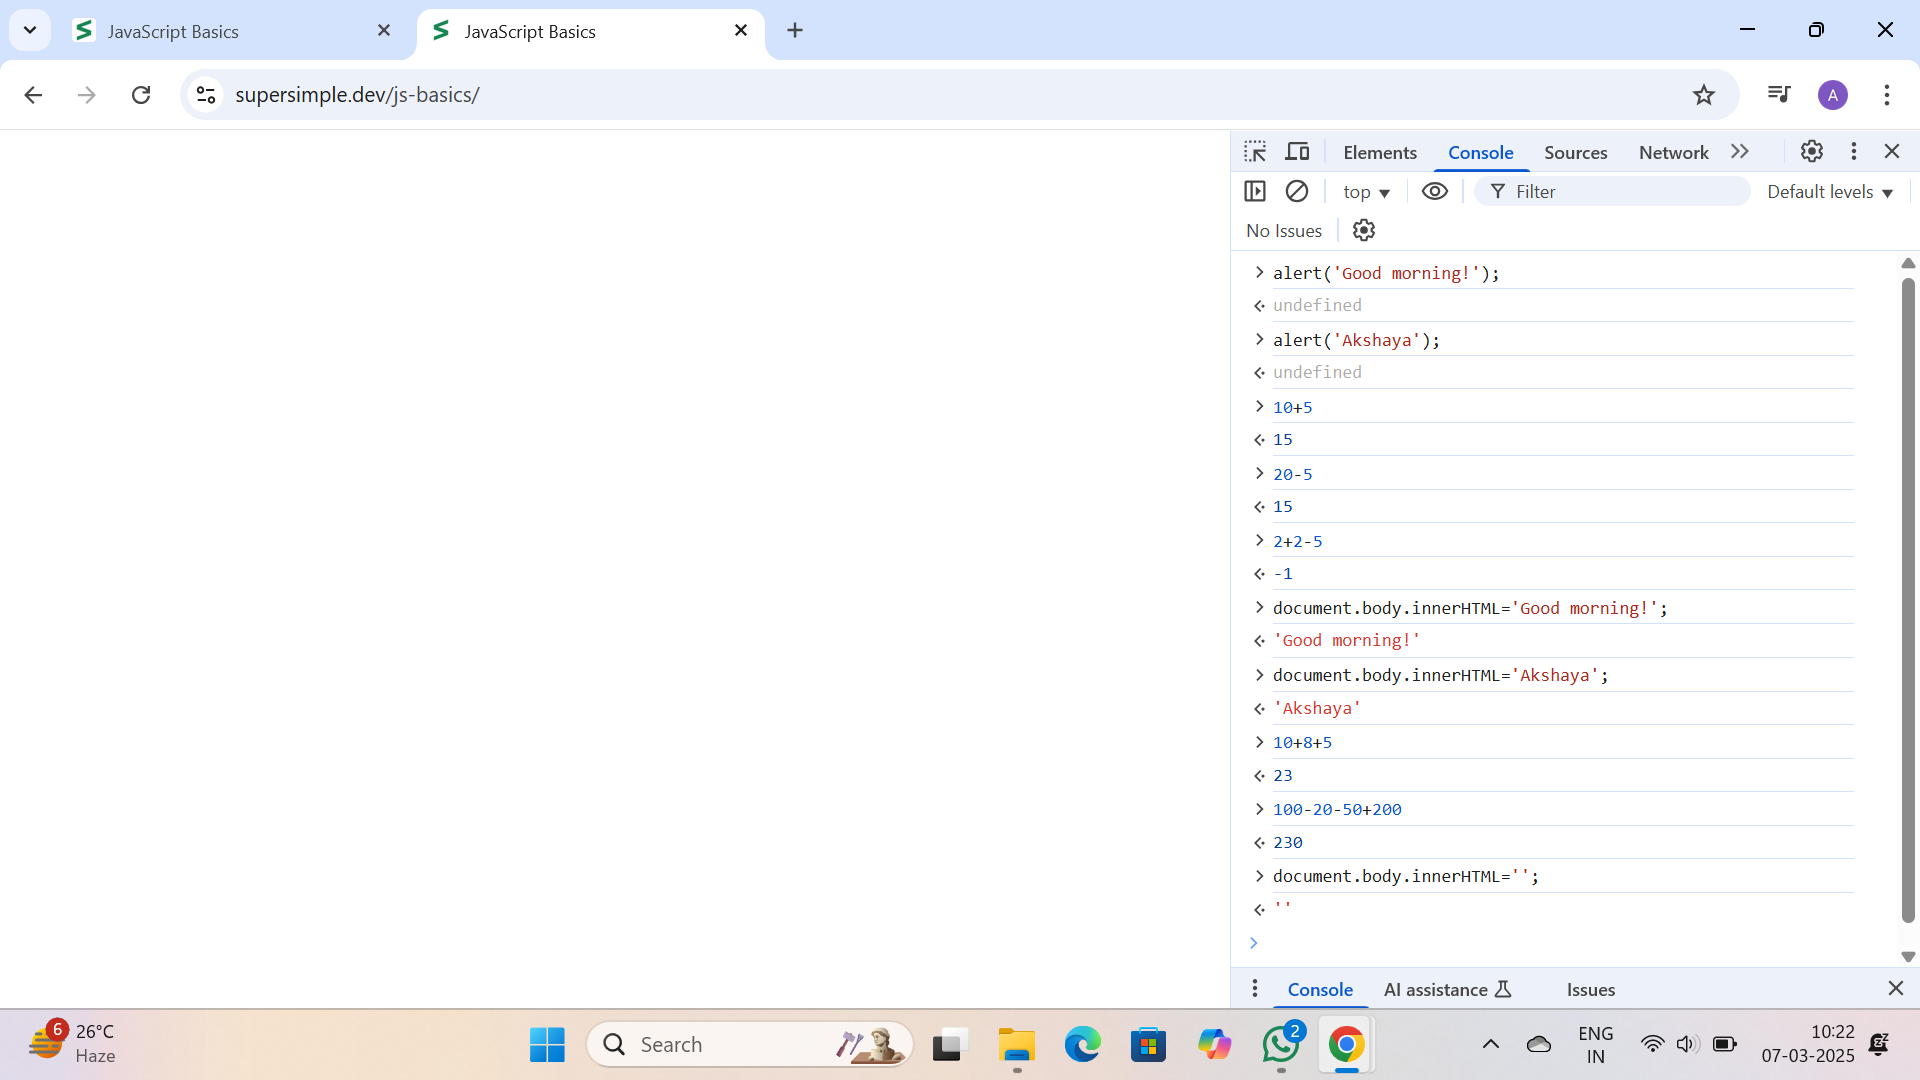 JavaScript Basics
JavaScript Basics
supersimple.dev/js-basics/
A
Elements Console Sources Network
top Filter Default levels
No Issues
alert('Good morning!');
undefined
alert('Akshaya');
undefined
10+5
15
20-5
15
2+2-5
-1
document.body.innerHTML='Good morning!';
'Good morning!'
document.body.innerHTML='Akshaya';
'Akshaya'
10+8+5
23
100-20-50+200
230
document.body.innerHTML='';
''
Console AI assistance Issues
6
26°C
Haze
Search
2
ENG
IN
10:22
07-03-2025